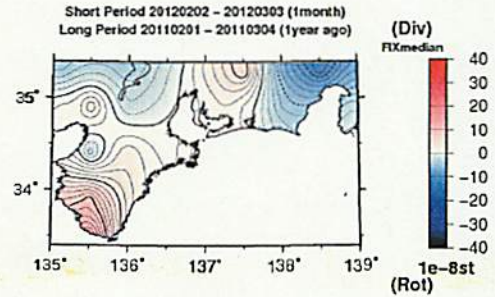 Short Period 20120202 – 20120303 (1month)
Long Period 20110201 – 20110304 (1year ago)
(Div)
FIXmedian
40
30
20
10
0
−10
−20
−30
−40
1e−8st
(Rot)
35°
34°
135°
136°
137°
138°
139°